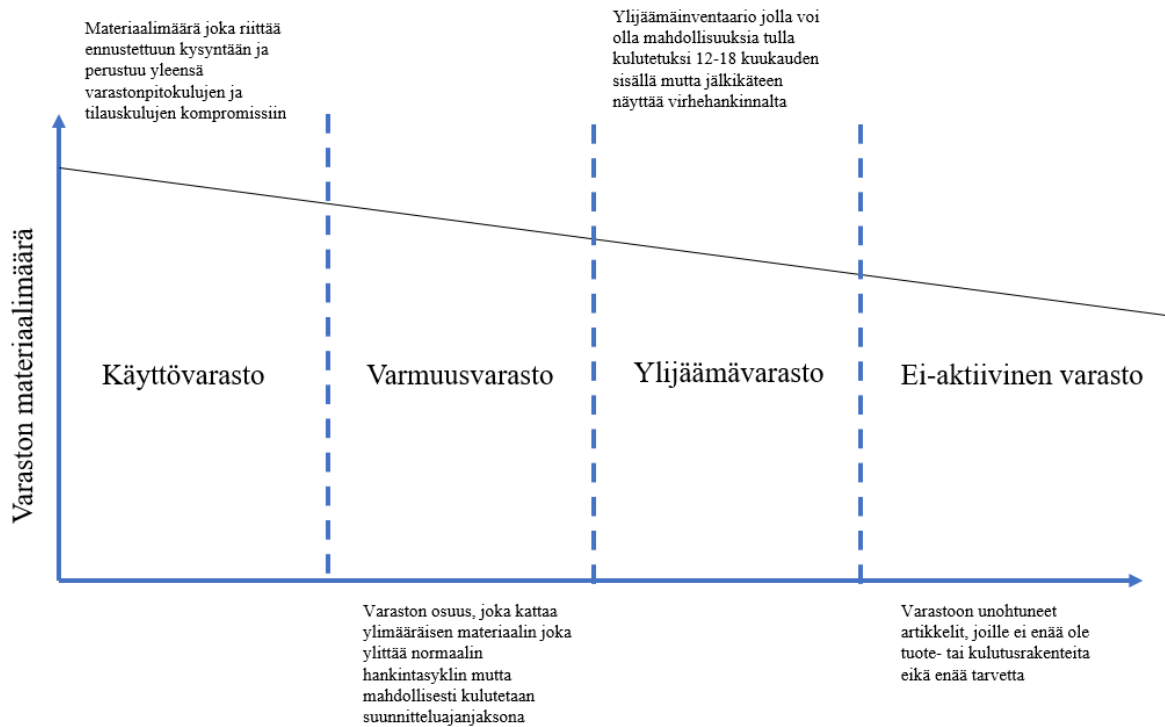 Materiaalimäärä joka riittää
ennustettuun kysyntään ja
perustuu yleensä
varastonpitokulujen ja
tilauskulujen kompromissiin
Ylijäämäinventaario jolla voi
olla mahdollisuuksia tulla
kulutetuksi 12-18 kuukauden
sisällä mutta jälkikäteen
näyttää virhehankinnalta
Varaston materiaalimäärä
Käyttövarasto
Varmuusvarasto
Ylijäämävarasto
Ei-aktiivinen varasto
Varaston osuus, joka kattaa
ylimääräisen materiaalin joka
ylittää normaalin
hankintasyklin mutta
mahdollisesti kulutetaan
suunnitteluajanjaksona
Varastoon unohtuneet
artikkelit, joille ei enää ole
tuote- tai kulutusrakenteita
eikä enää tarvetta